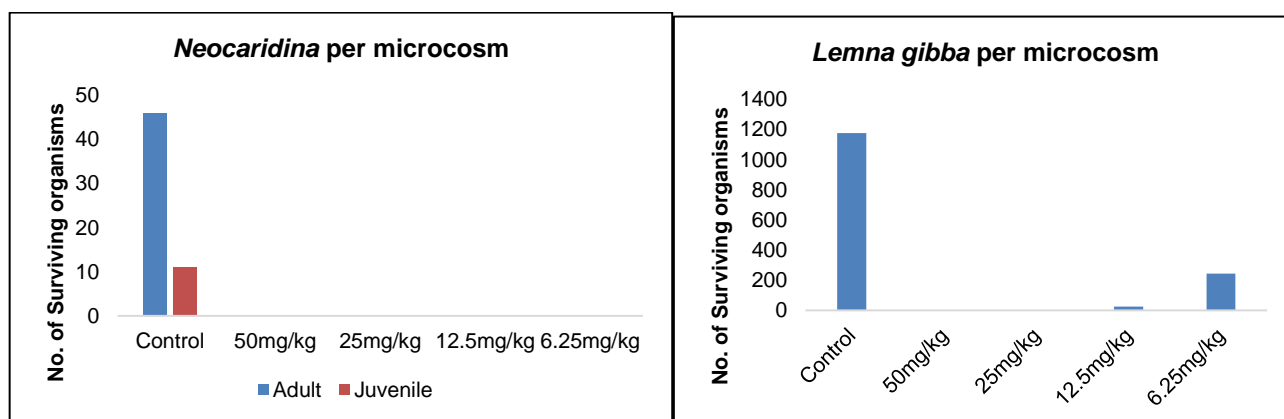 Neocaridina per microcosm
No. of Surviving organisms
50
40
30
20
10
0
Control 50mg/kg 25mg/kg 12.5mg/kg 6.25mg/kg
Adult Juvenile
Lemna gibba per microcosm
No. of Surviving organisms
1400
1200
1000
800
600
400
200
0
Control
50mg/kg
25mg/kg
12.5mg/kg
6.25mg/kg